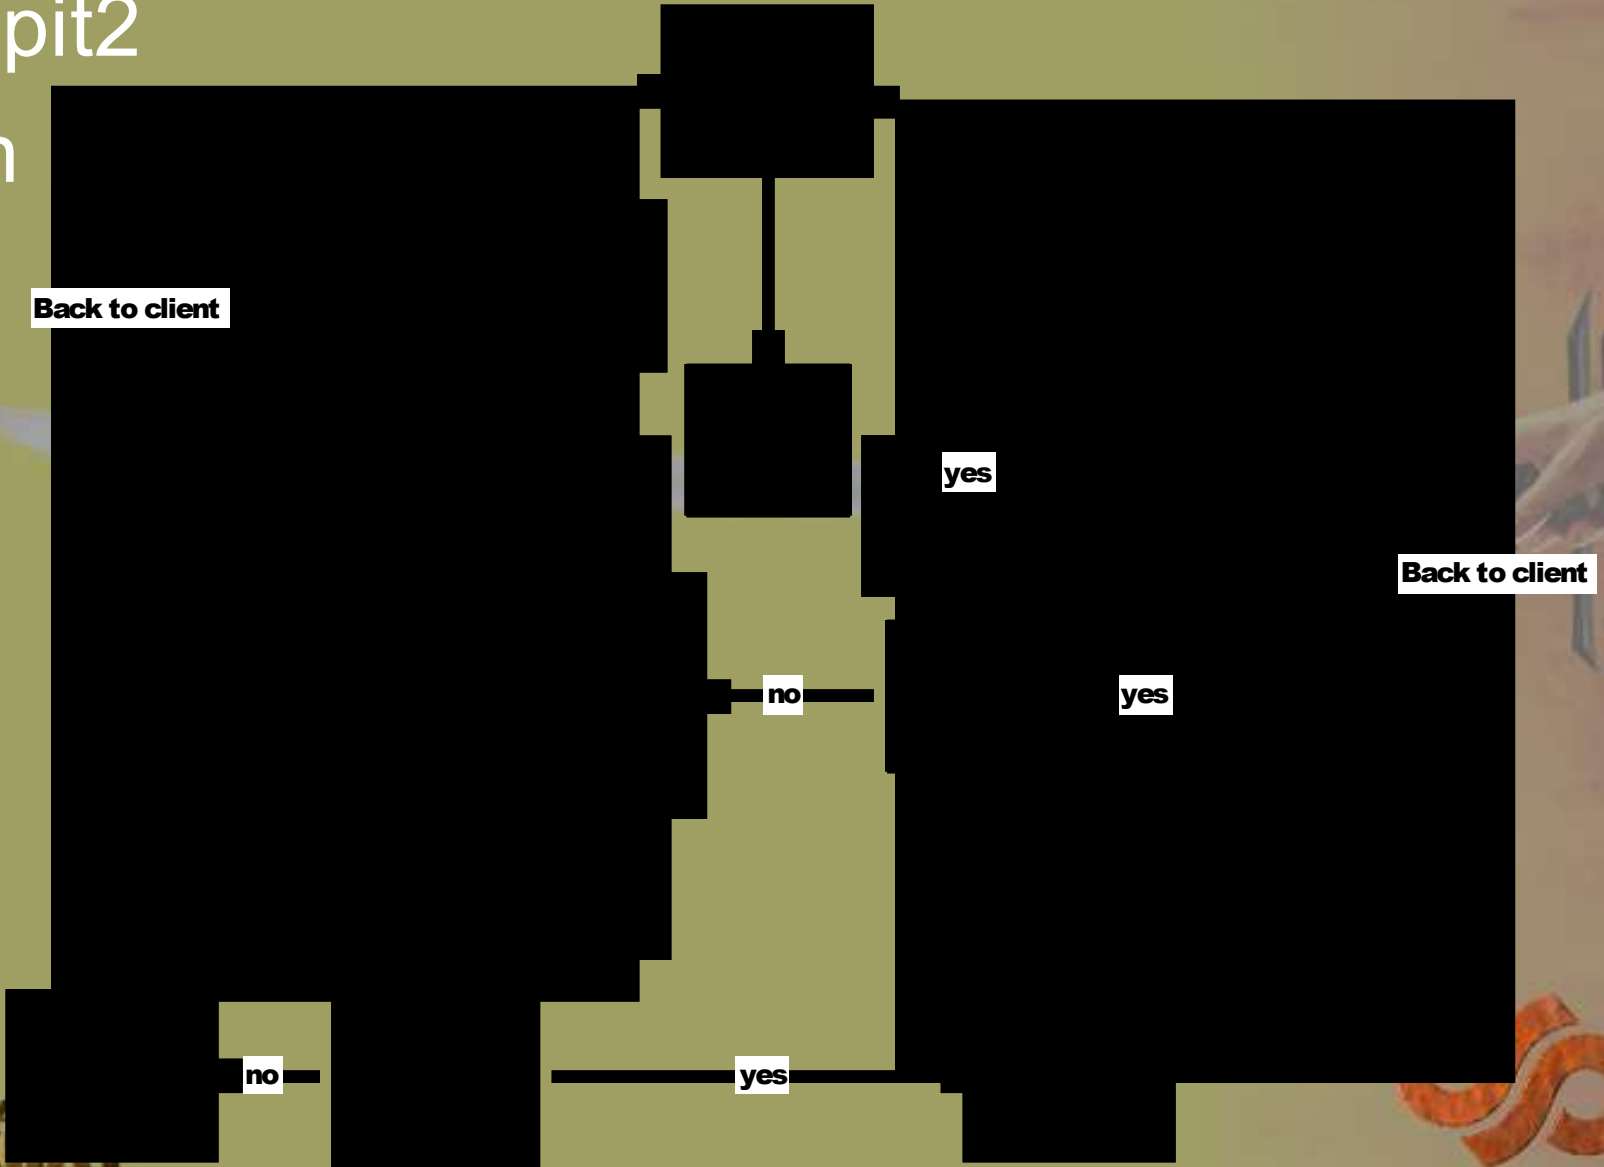 pit2
n
Back to client
yes
Back to client
no
yes
no
yes